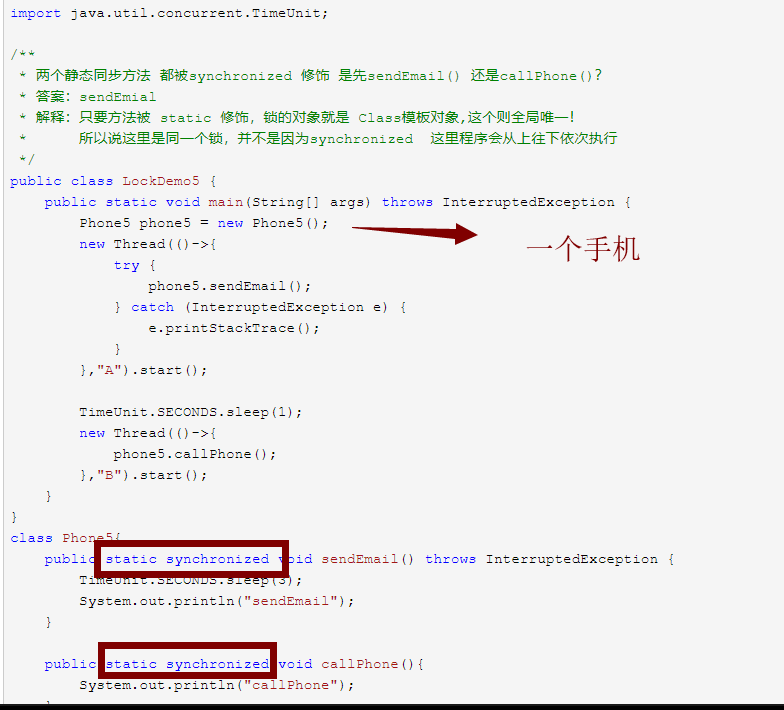 import java.util.concurrent.TimeUnit;
/**
 * 两个静态同步方法 都被synchronized 修饰 是先sendEmail() 还是callPhone()？
 * 答案：sendEmial
 * 解释：只要方法被 static 修饰，锁的对象就是 Class模板对象,这个则全局唯一！
 *      所以说这里是同一个锁，并不是因为synchronized  这里程序会从上往下依次执行
 */
public class LockDemo5 {
    public static void main(String[] args) throws InterruptedException {
        Phone5 phone5 = new Phone5();
        一个手机
        new Thread(()->{
            try {
                phone5.sendEmail();
            } catch (InterruptedException e) {
                e.printStackTrace();
            }
        },"A").start();
        TimeUnit.SECONDS.sleep(1);
        new Thread(()->{
            phone5.callPhone();
        },"B").start();
    }
}
class Phone5{
    public static synchronized void sendEmail() throws InterruptedException {
        TimeUnit.SECONDS.sleep(3);
        System.out.println("sendEmail");
    }
    public static synchronized void callPhone(){
        System.out.println("callPhone");